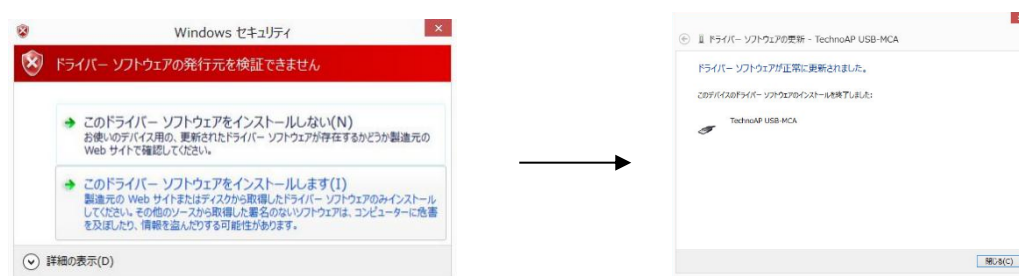 Windows セキュリティ
ドライバー ソフトウェアの発行元を検証できません
このドライバー ソフトウェアをインストールしない(N)
お使いのデバイス用の、更新されたドライバー ソフトウェアが存在するかどうか製造元の
Web サイトで確認してください。
このドライバー ソフトウェアをインストールします(I)
製造元の Web サイトまたはディスクから取得したドライバー ソフトウェアのみインストール
してください。その他のソースから取得した署名のないソフトウェアは、コンピューターに危害
を及ぼしたり、情報を盗んだりする可能性があります。
詳細の表示(D)
ドライバー ソフトウェアの更新 - TechnoAP USB-MCA
ドライバー ソフトウェアが正常に更新されました。
このデバイスのドライバー ソフトウェアのインストールを終了しました:
TechnoAP USB-MCA
閉じる(C)